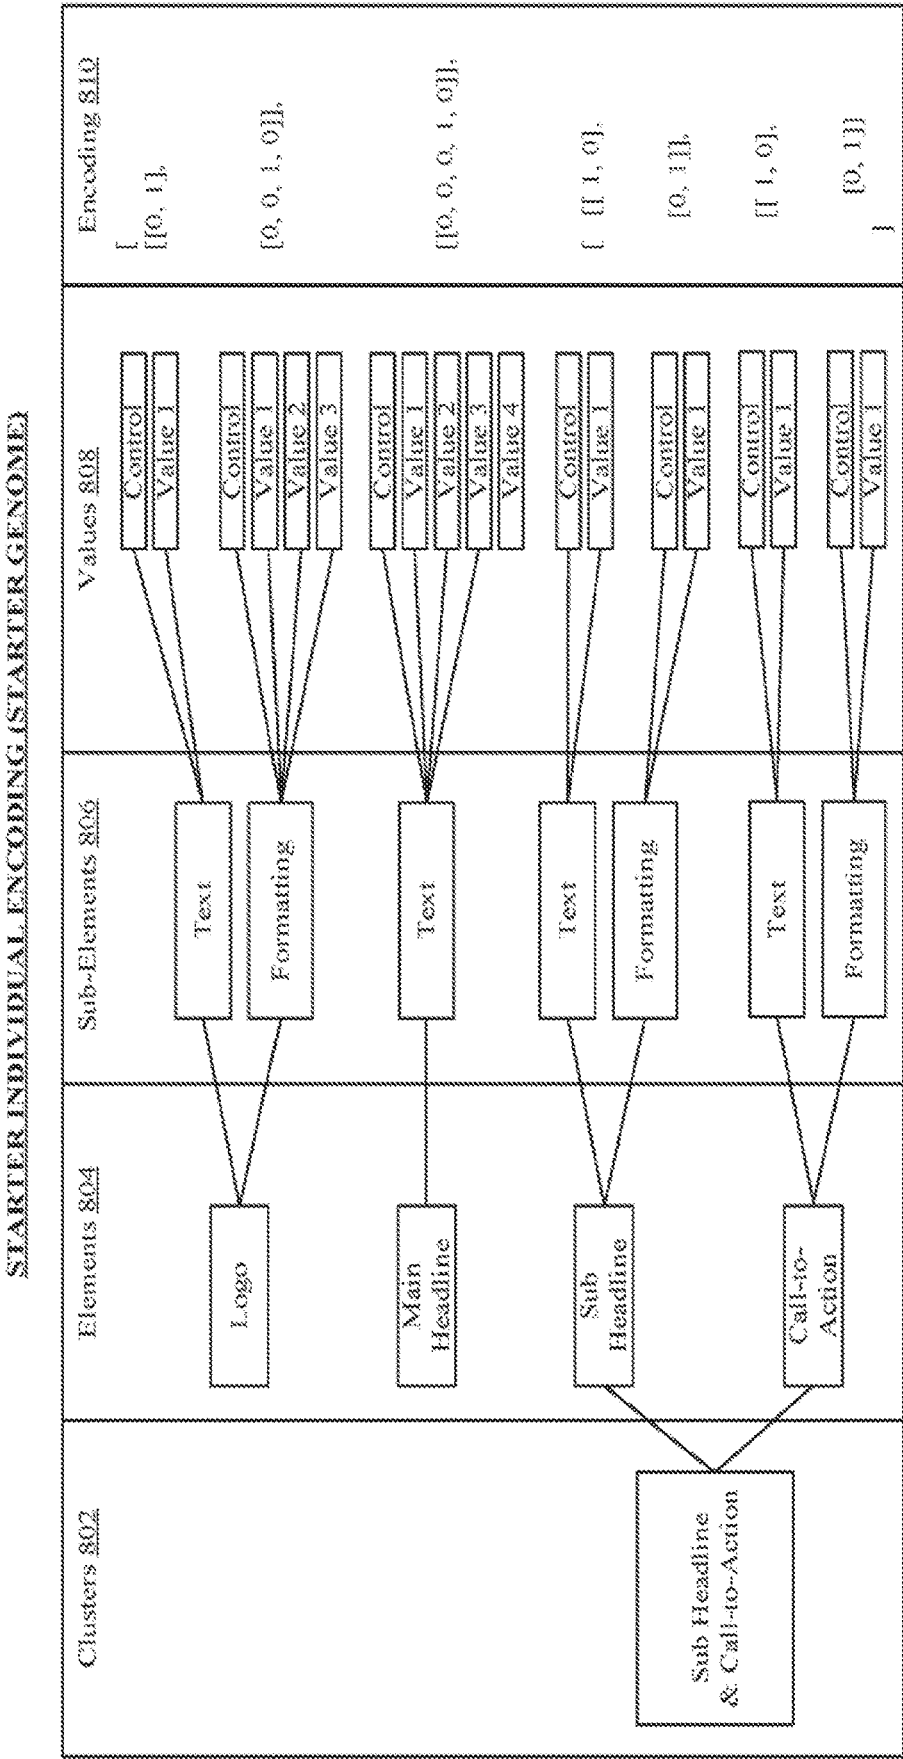 STARTER INDIVIDUAL ENCODING (STARTER GENOME)
Clusters 802
Elements 804
Sub-Elements 806
Values 808
Encoding 810
[
Logo
Text
Control
Value 1
[[0, 1],
Formatting
Control
Value 1
Value 2
Value 3
[0, 0, 1, 0]],
Main
Headline
Text
Control
Value 1
Value 2
Value 3
Value 4
[[0, 0, 0, 1, 0]],
Sub Headline
& Call-to-Action
Sub
Headline
Text
Control
Value 1
[ [[ 1, 0],
Formatting
Control
Value 1
[0, 1]],
Call-to-
Action
Text
Control
Value 1
[[ 1, 0],
Formatting
Control
Value 1
[0, 1]]
]